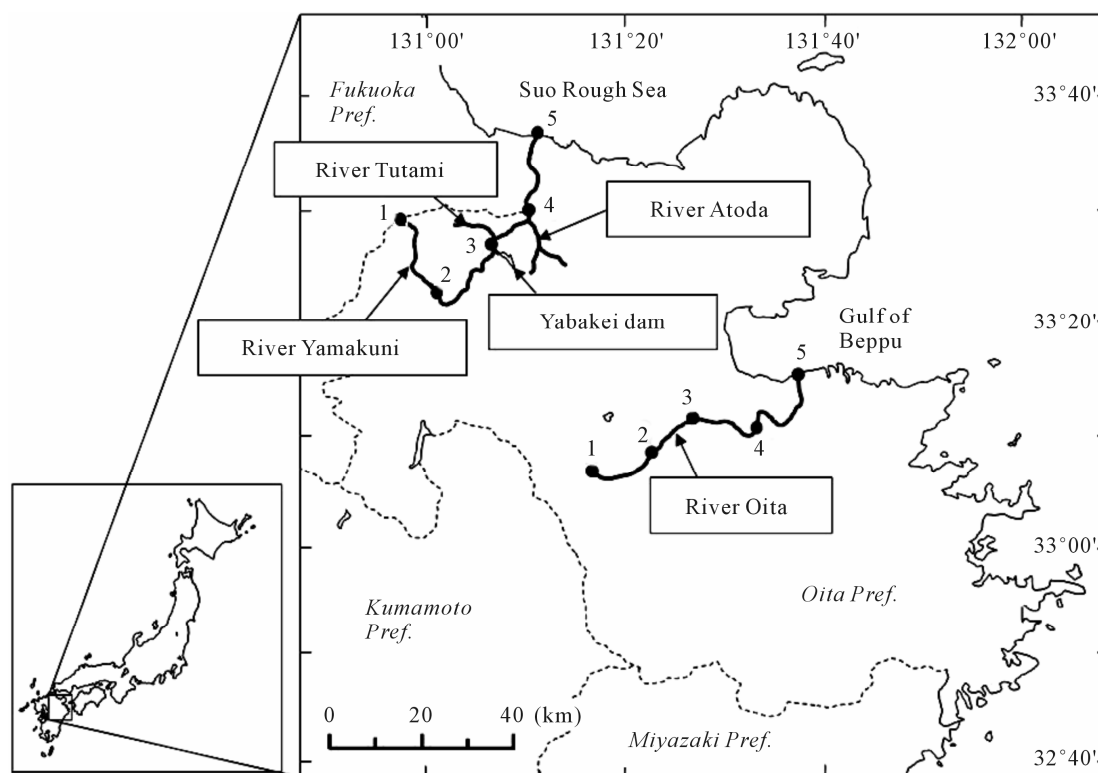 131°00'
131°20'
131°40'
132°00'
Fukuoka
Pref.
Suo Rough Sea
33°40'
5
River Tutami
1
4
River Atoda
3
2
Yabakei dam
River Yamakuni
Gulf of
Beppu
33°20'
5
3
2
4
1
River Oita
33°00'
Kumamoto
Pref.
Oita Pref.
0 20 40 (km)
Miyazaki Pref.
32°40'